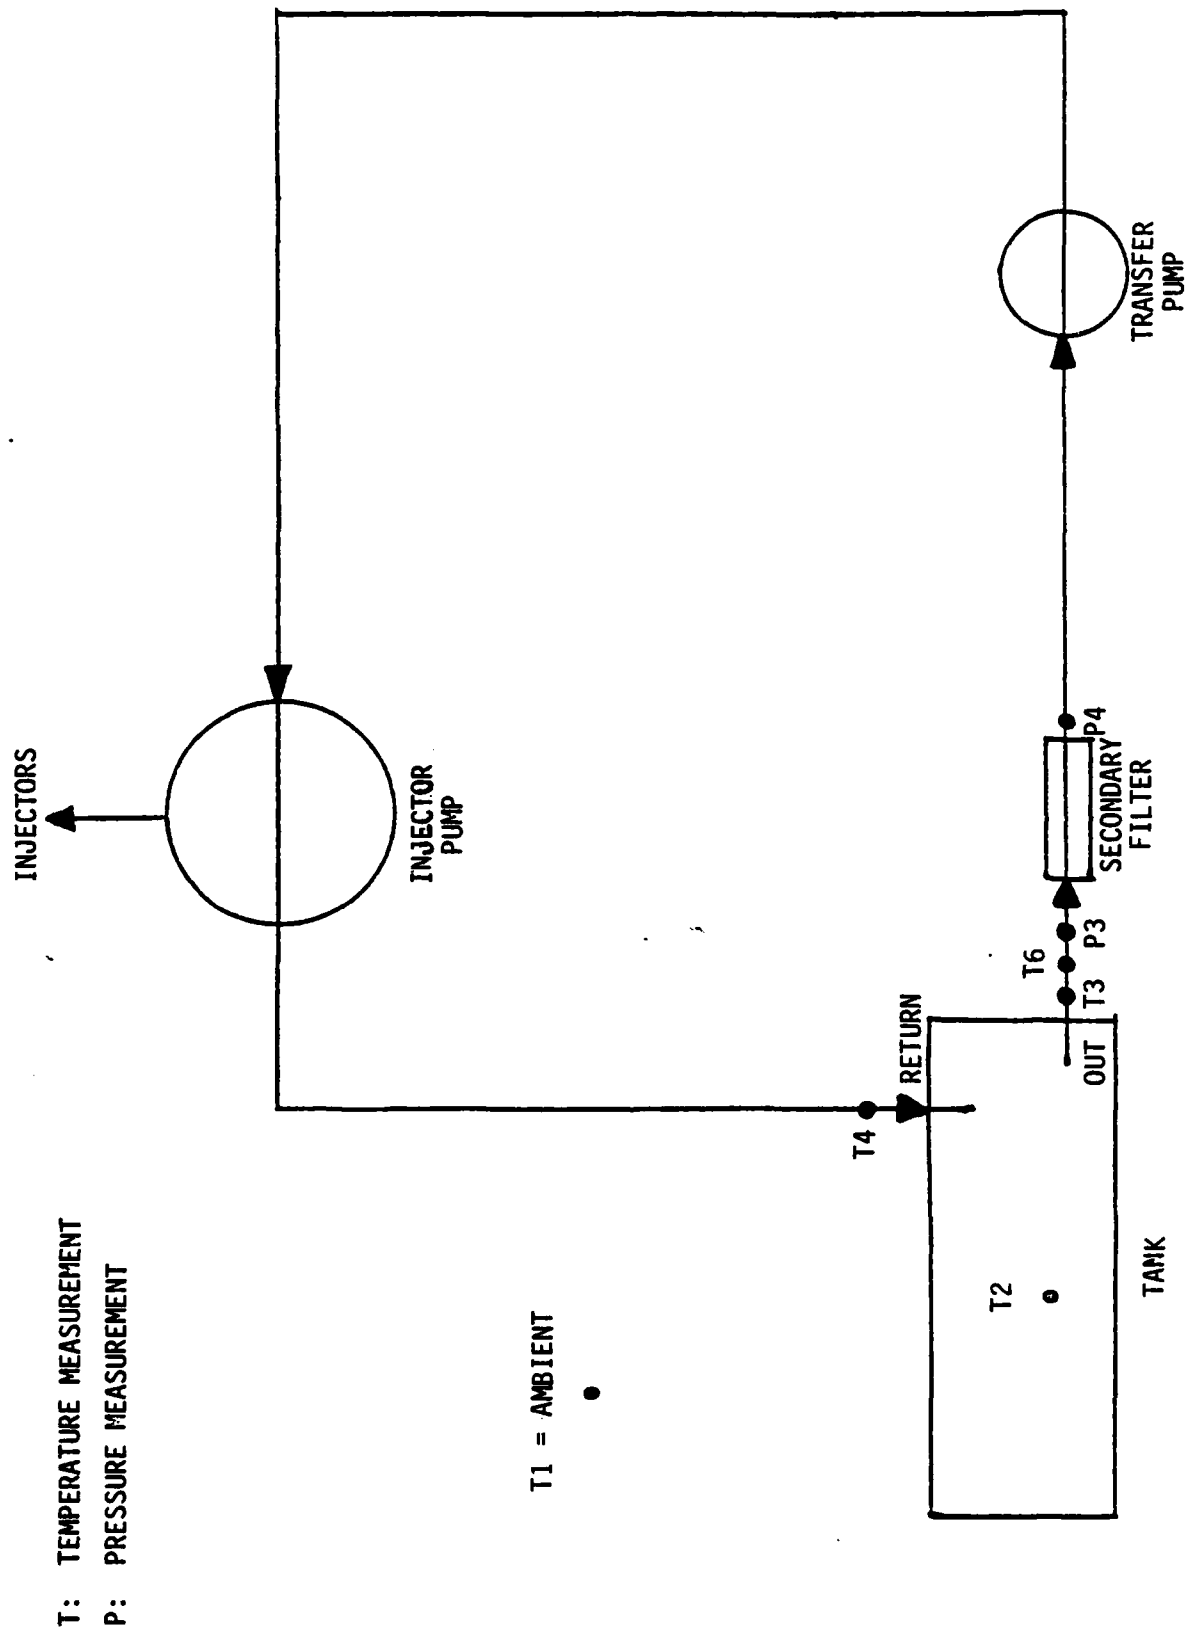 T: TEMPERATURE MEASUREMENT
P: PRESSURE MEASUREMENT
INJECTORS
INJECTOR
PUMP
T1 = AMBIENT
T4
RETURN
T2
OUT
TANK
T3
T6
P3
SECONDARY
FILTER
P4
TRANSFER
PUMP